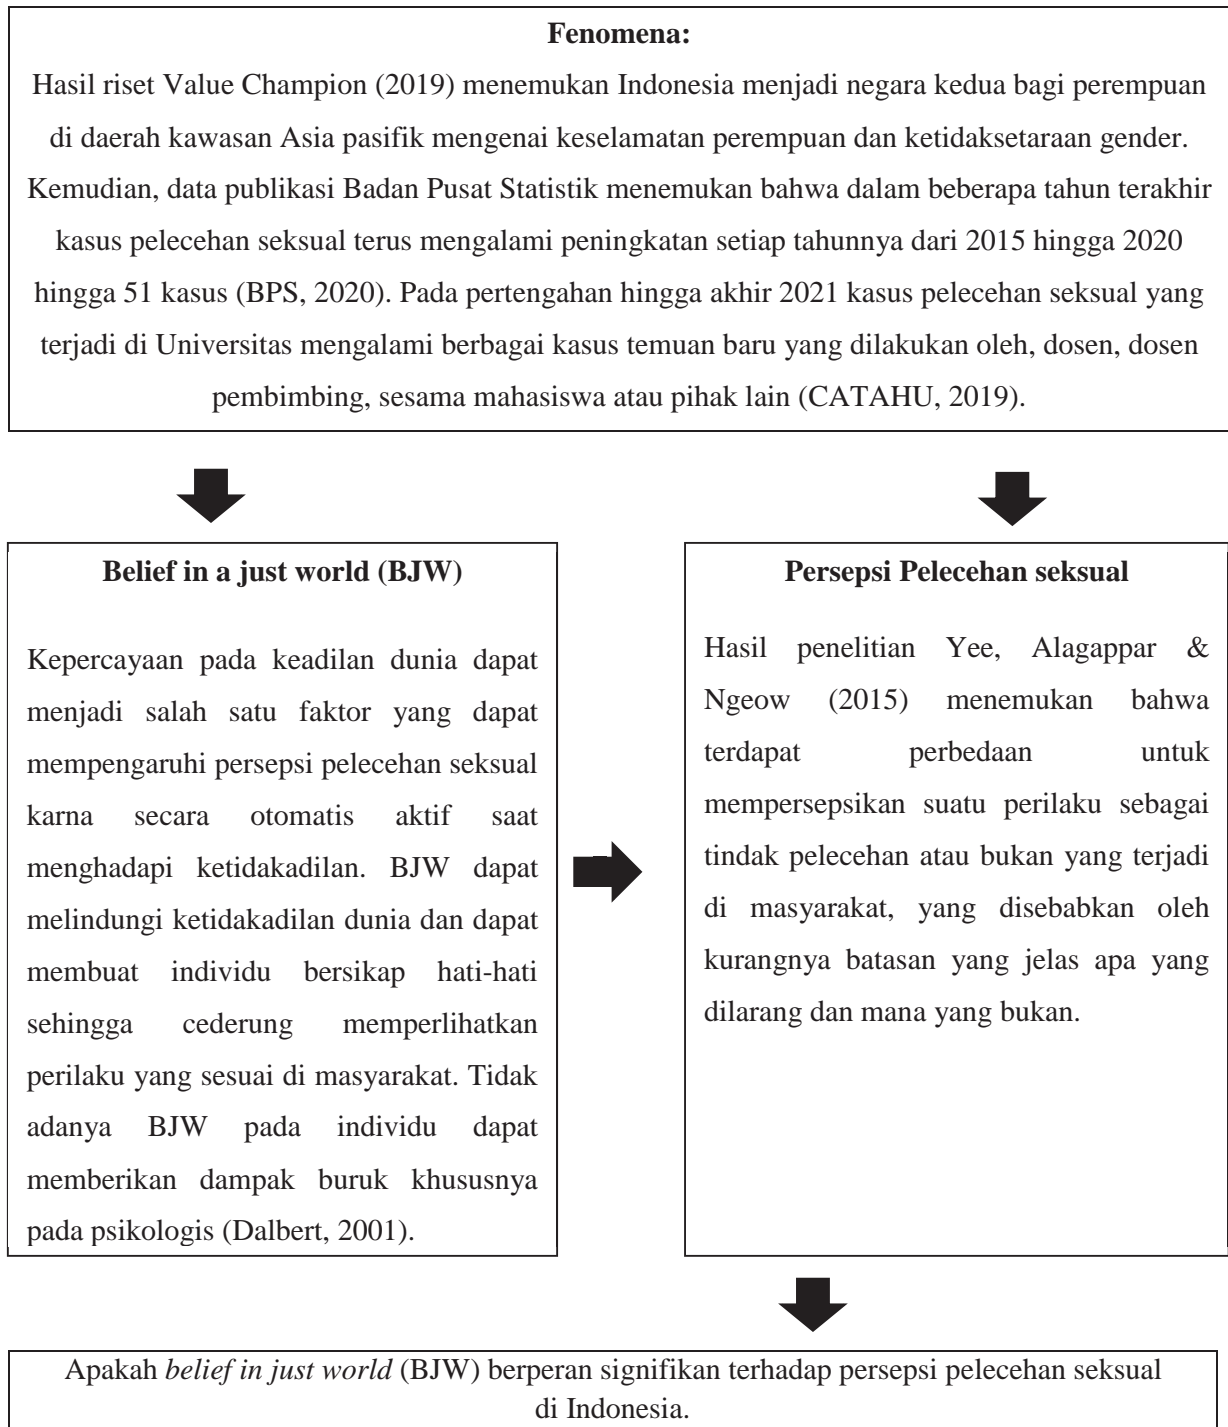 Fenomena:
Hasil riset Value Champion (2019) menemukan Indonesia menjadi negara kedua bagi perempuan
di daerah kawasan Asia pasifik mengenai keselamatan perempuan dan ketidaksetaraan gender.
Kemudian, data publikasi Badan Pusat Statistik menemukan bahwa dalam beberapa tahun terakhir
kasus pelecehan seksual terus mengalami peningkatan setiap tahunnya dari 2015 hingga 2020
hingga 51 kasus (BPS, 2020). Pada pertengahan hingga akhir 2021 kasus pelecehan seksual yang
terjadi di Universitas mengalami berbagai kasus temuan baru yang dilakukan oleh, dosen, dosen
pembimbing, sesama mahasiswa atau pihak lain (CATAHU, 2019).
Belief in a just world (BJW)
Kepercayaan pada keadilan dunia dapat
menjadi salah satu faktor yang dapat
mempengaruhi persepsi pelecehan seksual
karna secara otomatis aktif saat
menghadapi ketidakadilan. BJW dapat
melindungi ketidakadilan dunia dan dapat
membuat individu bersikap hati-hati
sehingga cederung memperlihatkan
perilaku yang sesuai di masyarakat. Tidak
adanya BJW pada individu dapat
memberikan dampak buruk khususnya
pada psikologis (Dalbert, 2001).
Persepsi Pelecehan seksual
Hasil penelitian Yee, Alagappar &
Ngeow (2015) menemukan bahwa
terdapat perbedaan untuk
mempersepsikan suatu perilaku sebagai
tindak pelecehan atau bukan yang terjadi
di masyarakat, yang disebabkan oleh
kurangnya batasan yang jelas apa yang
dilarang dan mana yang bukan.
Apakah belief in just world (BJW) berperan signifikan terhadap persepsi pelecehan seksual
di Indonesia.